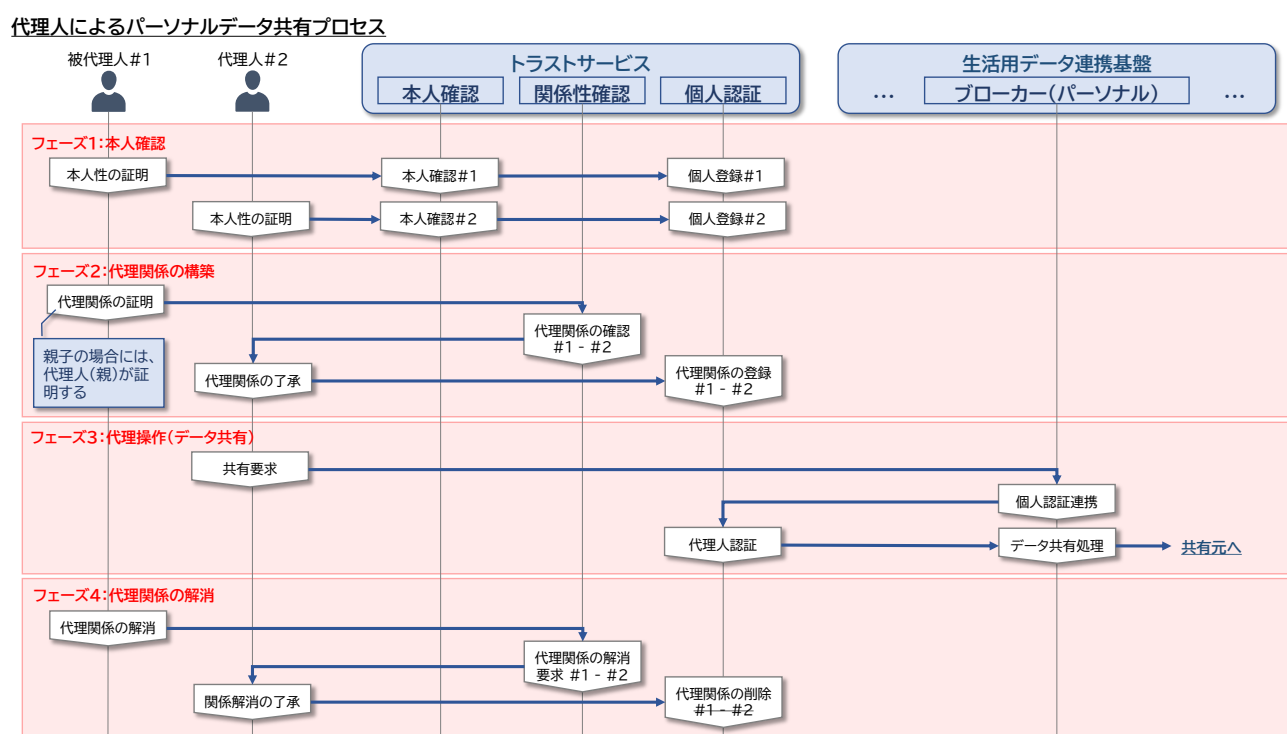 代理人によるパーソナルデータ共有プロセス
被代理人#1
代理人#2
トラストサービス
本人確認
関係性確認
個人認証
生活用データ連携基盤
…
ブローカー(パーソナル)
…
フェーズ1:本人確認
本人性の証明
本人確認#1
個人登録#1
本人性の証明
本人確認#2
個人登録#2
フェーズ2:代理関係の構築
代理関係の証明
親子の場合には、
代理人(親)が証
明する
代理関係の確認
#1 - #2
代理関係の了承
代理関係の登録
#1 - #2
フェーズ3:代理操作(データ共有)
共有要求
個人認証連携
代理人認証
データ共有処理
共有元へ
フェーズ4:代理関係の解消
代理関係の解消
代理関係の解消
要求 #1 - #2
関係解消の了承
代理関係の削除
#1 - #2